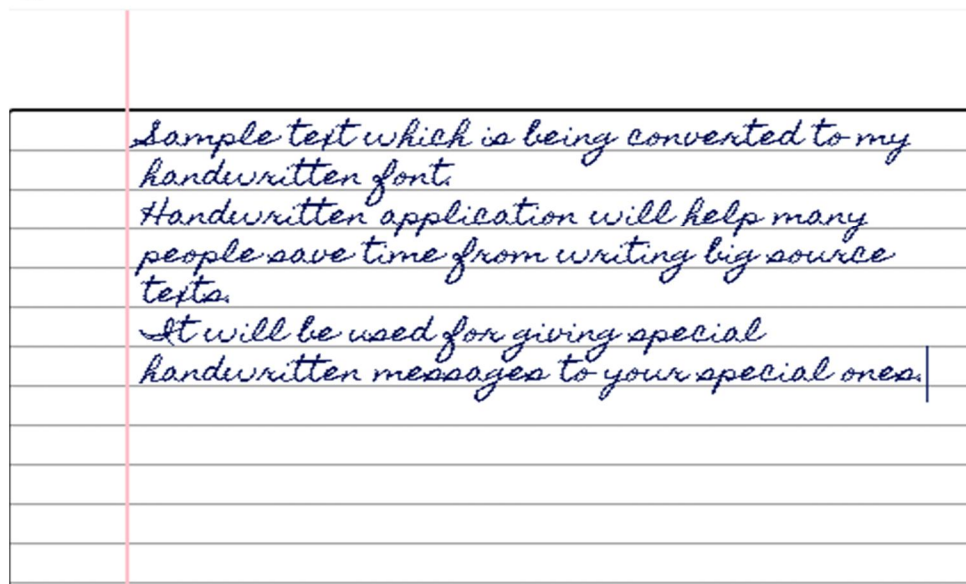 Sample text which is being converted to my
handwritten font.
Handwritten application will help many
people save time from writing big source
texts.
It will be used for giving special
handwritten messages to your special ones.